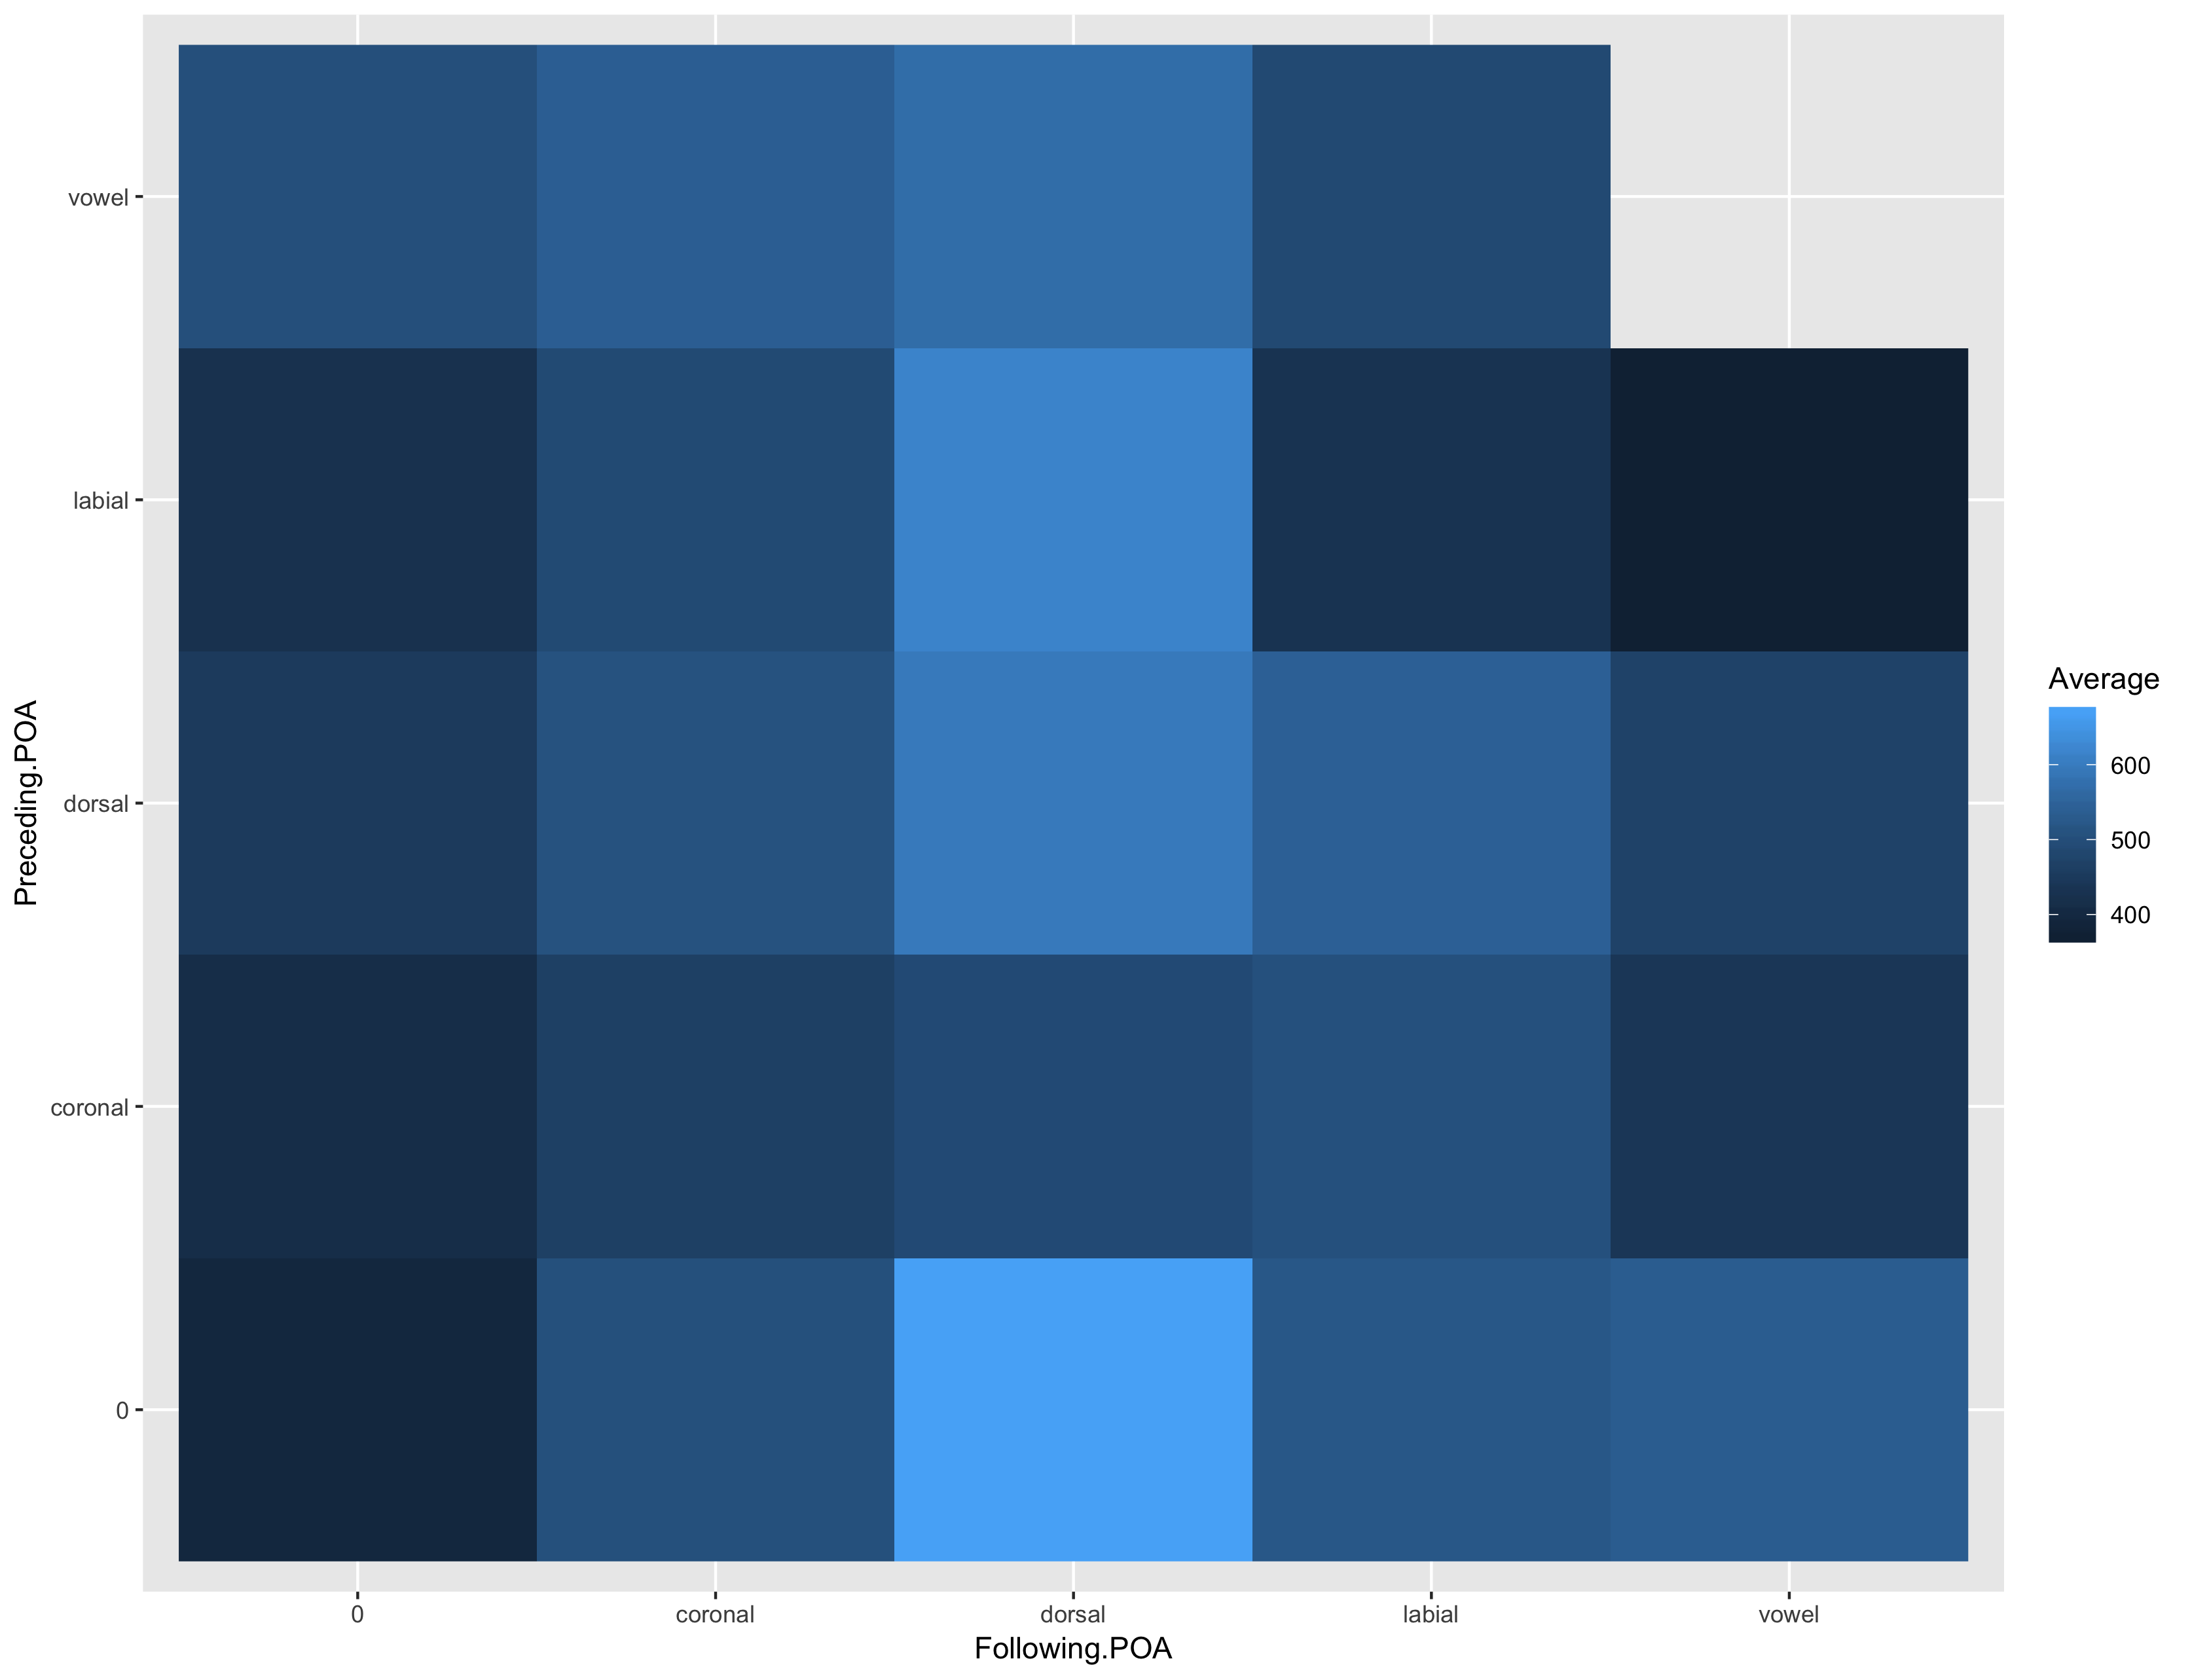 vowel
labial
dorsal
coronal
0
Preceding.POA
0 coronal dorsal labial vowel
Following.POA
Average
600
500
400